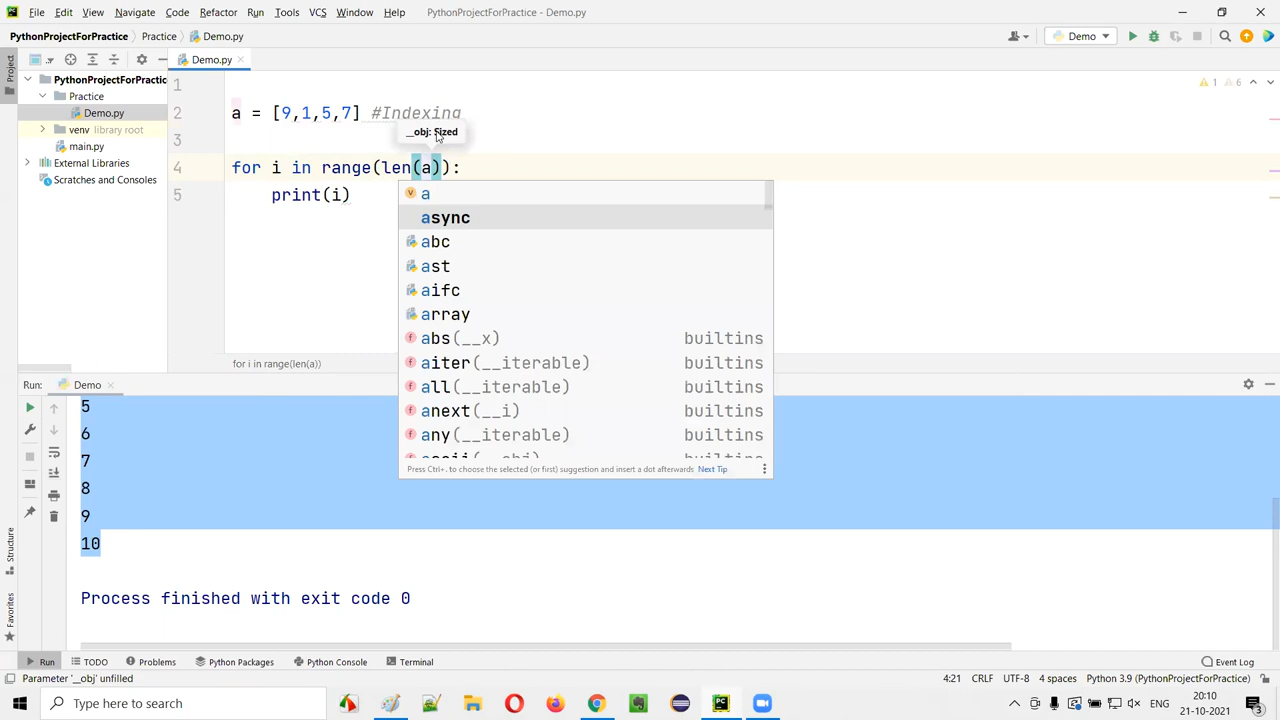 File Edit View Navigate Code Refactor Run Tools VCS Window Help PythonProjectForPractice - Demo.py
PythonProjectForPractice Practice Demo.py Demo
Demo.py
PythonProjectForPractic
Practice
Demo.py
venv library root
main.py
External Libraries
Scratches and Consoles
Project
1
2 a = [9,1,5,7] #Indexing
__obj: Sized
3
4 for i in range(len(a)):
5 print(i)
1 6
a
async
abc
ast
aifc
array
abs(__x) builtins
aiter(__iterable) builtins
all(__iterable) builtins
anext(__i) builtins
any(__iterable) builtins
Press Ctrl+. to choose the selected (or first) suggestion and insert a dot afterwards Next Tip
for i in range(len(a))
Run: Demo
5
6
7
8
9
10
Process finished with exit code 0
Structure
Favorites
Run TODO Problems Python Packages Python Console Terminal Event Log
Parameter '__obj' unfilled 4:21 CRLF UTF-8 4 spaces Python 3.9 (PythonProjectForPractice)
Type here to search
ENG
20:10
21-10-2021
3